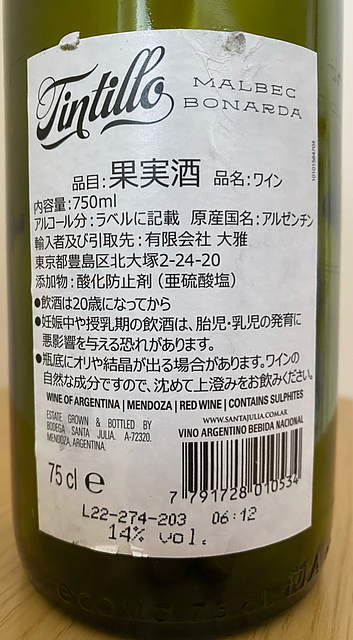 Tintillo
MALBEC
BONARDA
品目:果実酒 品名:ワイン
内容量:750ml
アルコール分:ラベルに記載 原産国名:アルゼンチン
輸入者及び引取先:有限会社 大雅
東京都豊島区北大塚2-24-20
添加物:酸化防止剤(亜硫酸塩)
●飲酒は20歳になってから
●妊娠中や授乳期の飲酒は、胎児・乳児の発育に
悪影響を与える恐れがあります。
●瓶底にオリや結晶が出る場合があります。ワインの
自然な成分ですので、沈めて上澄みをお飲みください。
WINE OF ARGENTINA | MENDOZA | RED WINE | CONTAINS SULPHITES
ESTATE GROWN & BOTTLED BY
BODEGA SANTA JULIA. A-72320.
MENDOZA, ARGENTINA.
WWW.SANTAJULIA.COM.AR
VINO ARGENTINO BEBIDA NACIONAL
75 cl e
7 791728 010534
L22-274-203 06:12
14% vol.